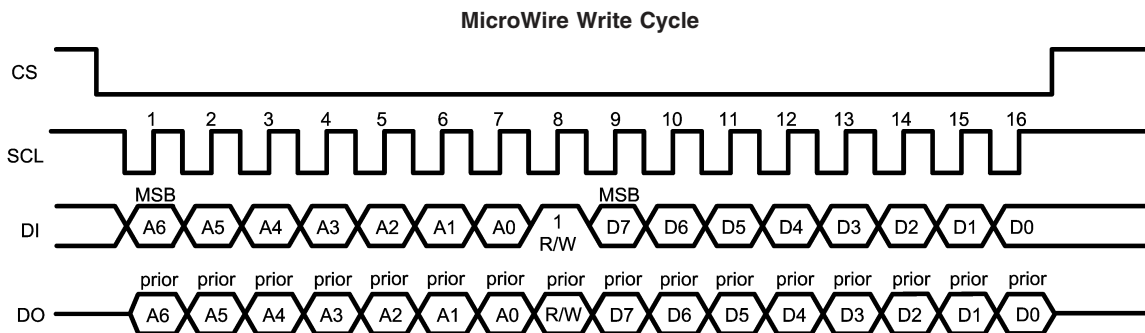 MicroWire Write Cycle
CS
1 2 3 4 5 6 7 8 9 10 11 12 13 14 15 16
SCL
MSB MSB
DI A6 A5 A4 A3 A2 A1 A0 1 R/W D7 D6 D5 D4 D3 D2 D1 D0
prior prior prior prior prior prior prior prior prior prior prior prior prior prior prior prior
DO A6 A5 A4 A3 A2 A1 A0 R/W D7 D6 D5 D4 D3 D2 D1 D0